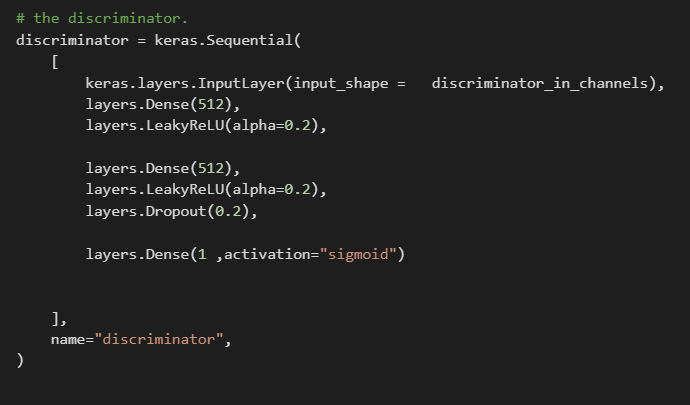 # the discriminator.
discriminator = keras.Sequential(
    [
        keras.layers.InputLayer(input_shape =   discriminator_in_channels),
        layers.Dense(512),
        layers.LeakyReLU(alpha=0.2),
        layers.Dense(512),
        layers.LeakyReLU(alpha=0.2),
        layers.Dropout(0.2),
        layers.Dense(1 ,activation="sigmoid")
    ],
    name="discriminator",
)